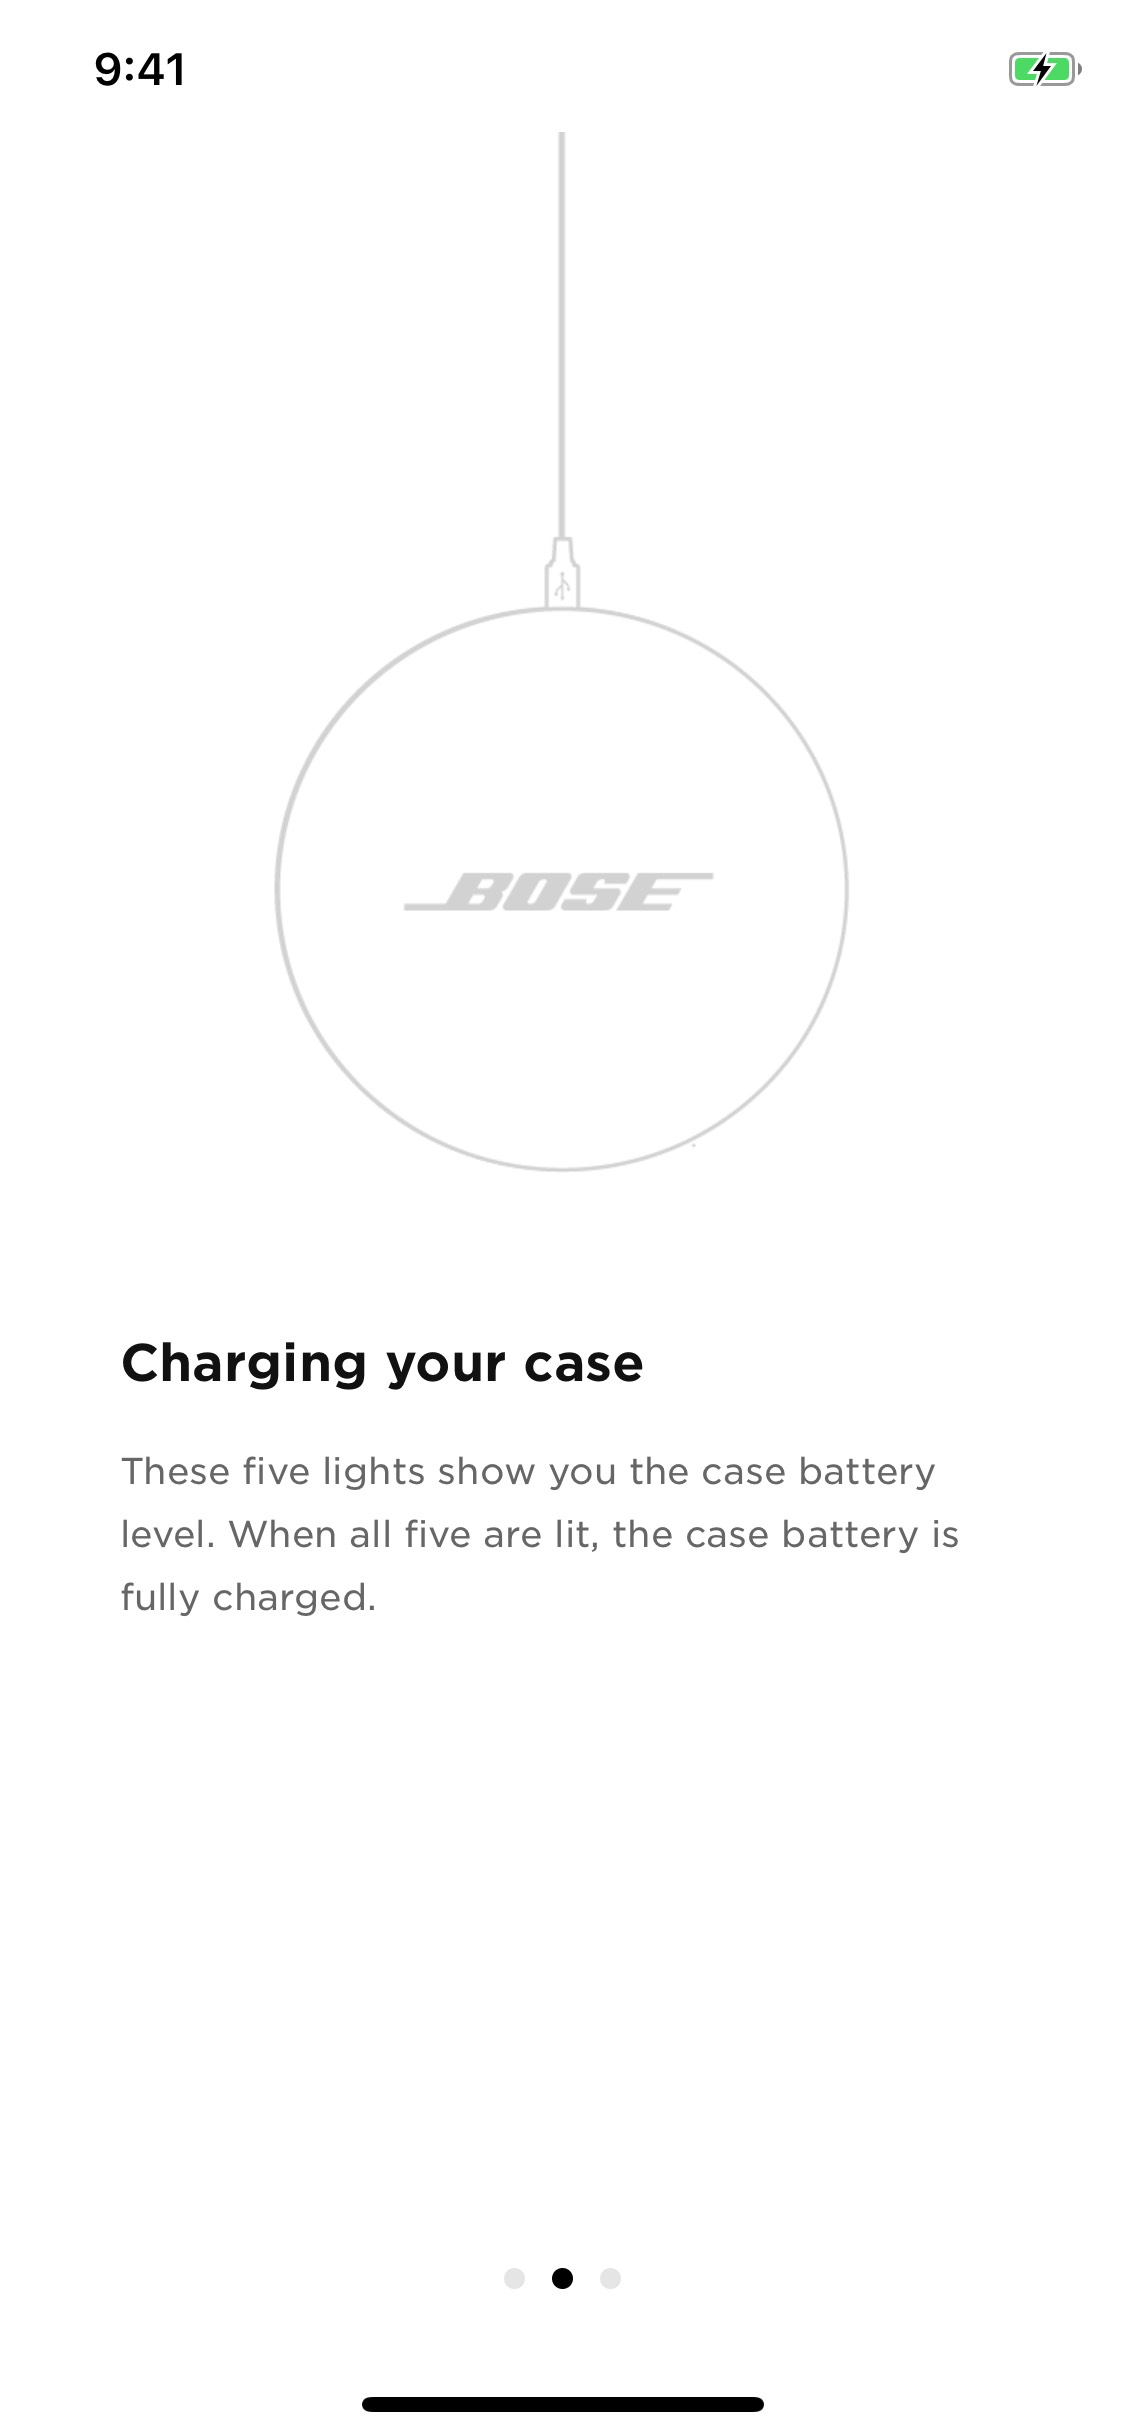 9:41
BOSE
Charging your case
These five lights show you the case battery
level. When all five are lit, the case battery is
fully charged.